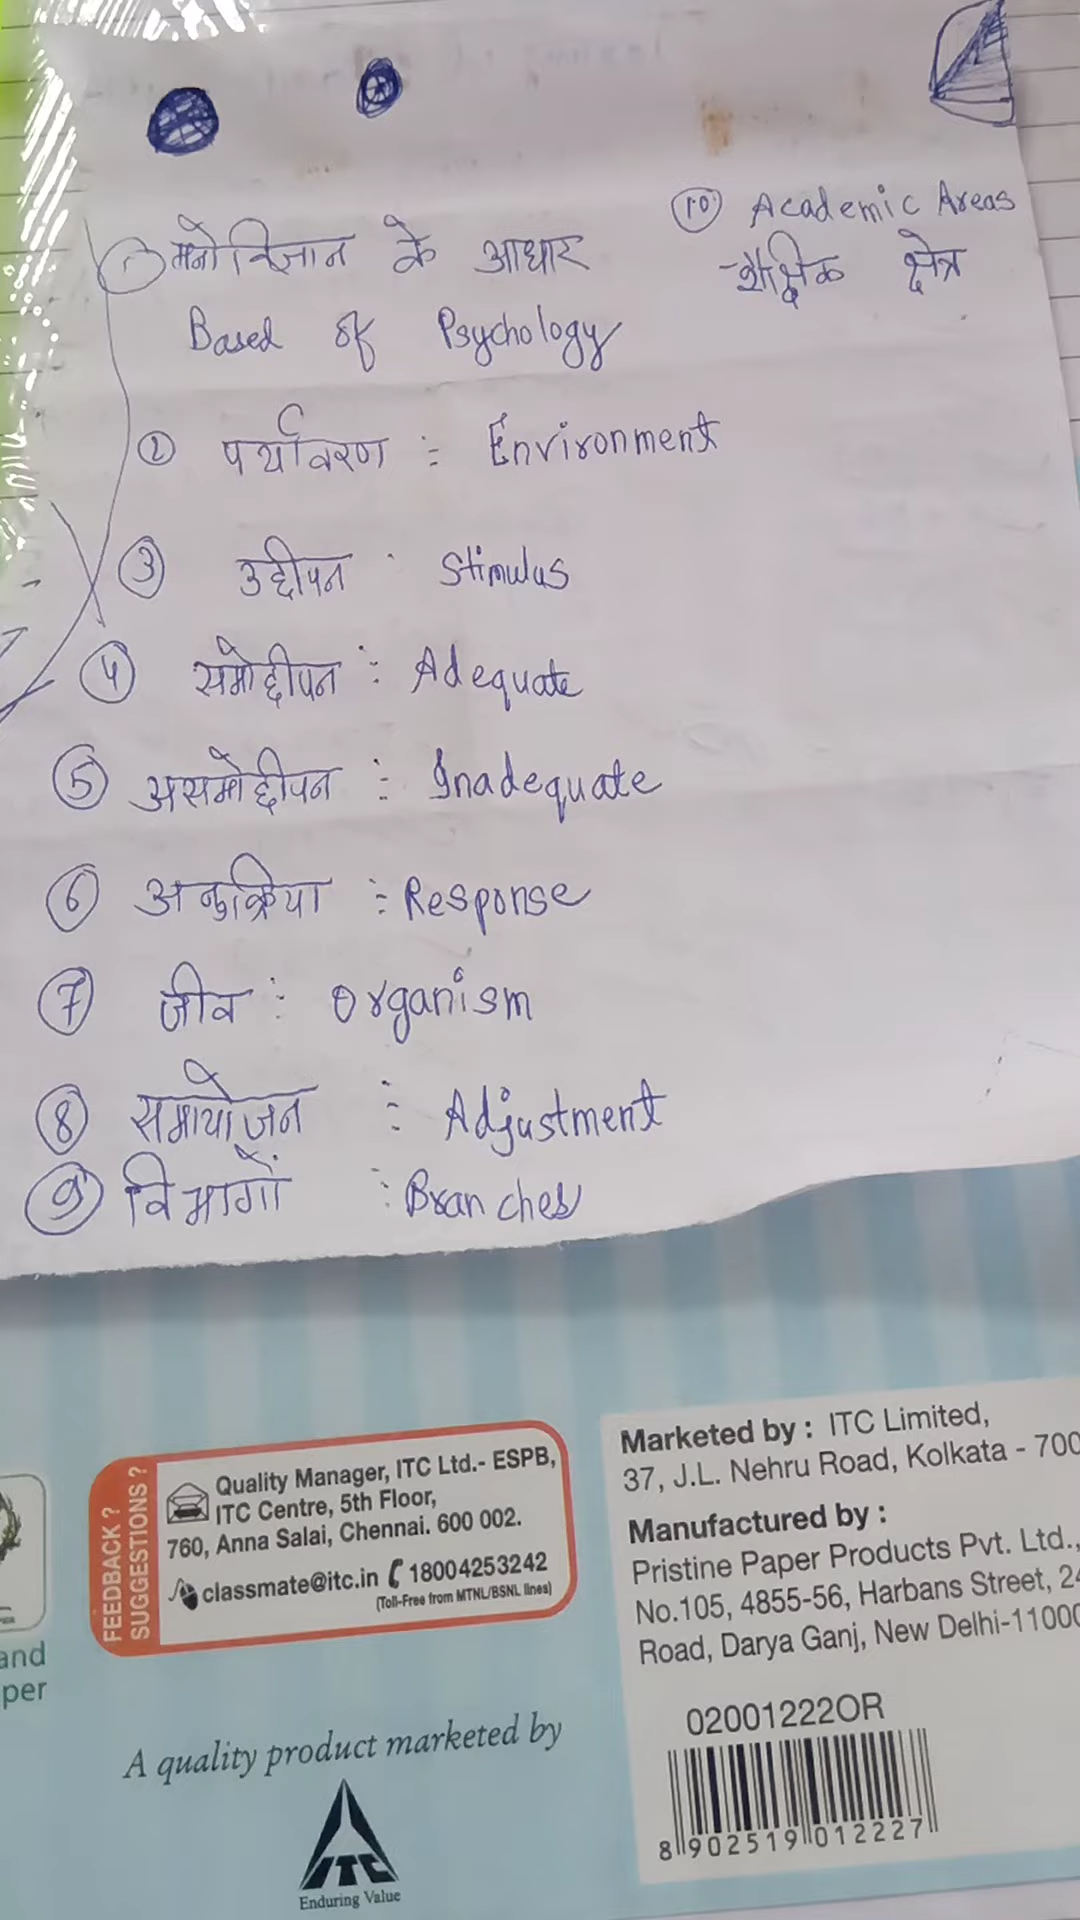 ① मनोविज्ञान के आधार
Based of Psychology
② पर्यावरण : Environment
③ उद्दीपन : Stimulus
④ समोद्दीपन : Adequate
⑤ असमोद्दीपन : Inadequate
⑥ अनुक्रिया : Response
⑦ जीव : Organism
⑧ समायोजन : Adjustment
⑨ विभागों : Branches
⑩ Academic Areas
- शैक्षिक क्षेत्र
and
per
FEEDBACK ?
SUGGESTIONS ?
Quality Manager, ITC Ltd.- ESPB,
ITC Centre, 5th Floor,
760, Anna Salai, Chennai. 600 002.
classmate@itc.in 18004253242
(Toll-Free from MTNL/BSNL lines)
A quality product marketed by
ITC
Enduring Value
Marketed by : ITC Limited,
37, J.L. Nehru Road, Kolkata - 700
Manufactured by :
Pristine Paper Products Pvt. Ltd.,
No.105, 4855-56, Harbans Street, 24
Road, Darya Ganj, New Delhi-11000
02001222OR
8 902519 012227